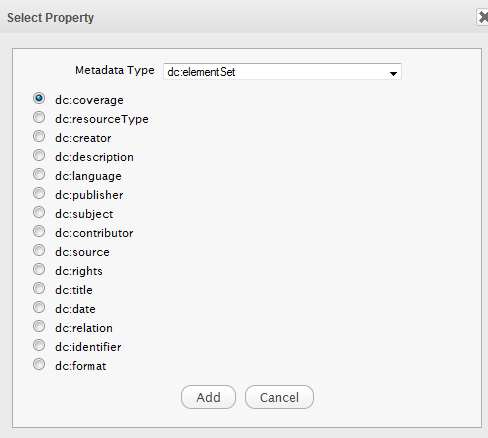 Select Property
Metadata Type dc:elementSet
dc:coverage
dc:resourceType
dc:creator
dc:description
dc:language
dc:publisher
dc:subject
dc:contributor
dc:source
dc:rights
dc:title
dc:date
dc:relation
dc:identifier
dc:format
Add Cancel